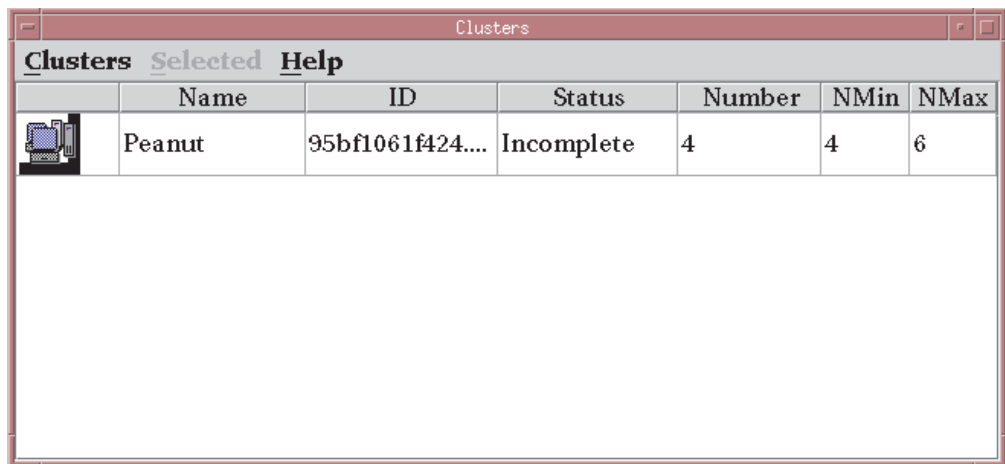 Clusters
Clusters Selected Help
Name ID Status Number NMin NMax
Peanut 95bf1061f424.... Incomplete 4 4 6